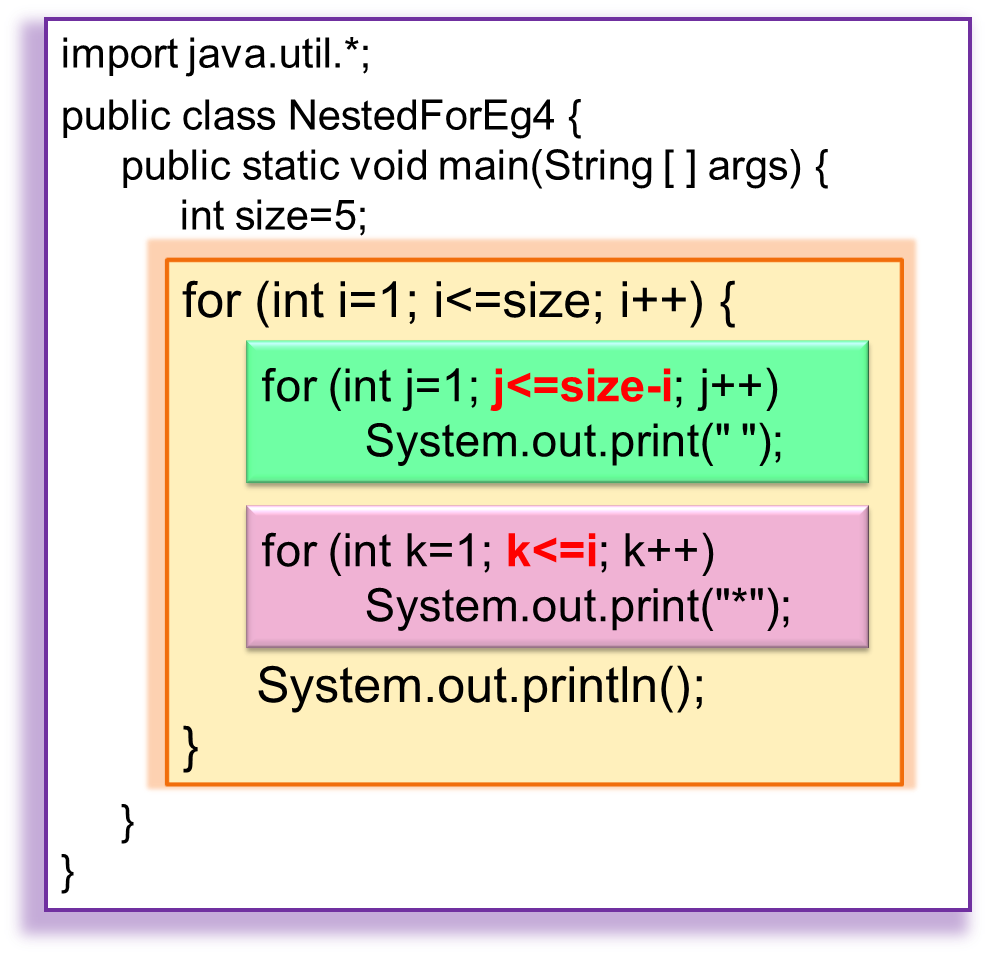 import java.util.*;
public class NestedForEg4 {
public static void main(String [ ] args) {
int size=5;
for (int i=1; i<=size; i++) {
for (int j=1; j<=size-i; j++)
System.out.print(" ");
for (int k=1; k<=i; k++)
System.out.print("*");
System.out.println();
}
}
}